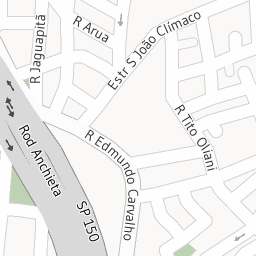 R Arua
R Jaguapitã
Estr S João Clímaco
R Tito Oliani
R Edmundo Carvalho
Rod Anchieta
SP 150